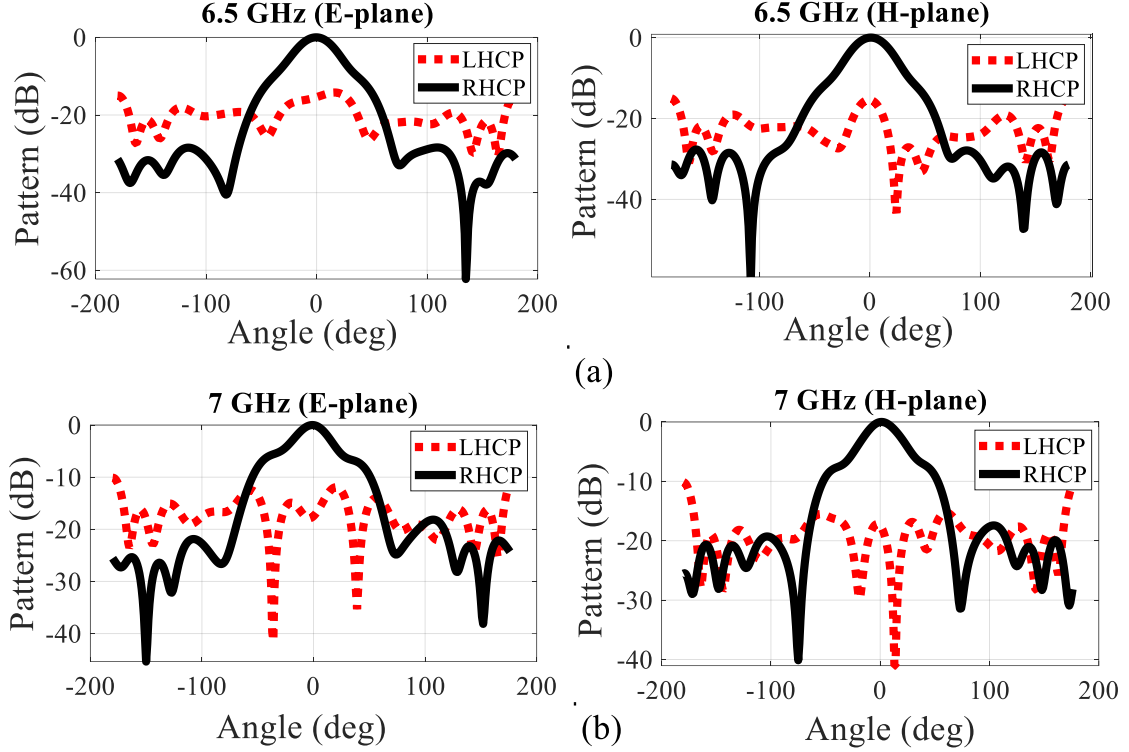 6.5 GHz (E-plane)
0
-20
-40
-60
Pattern (dB)
LHCP
RHCP
-200
-100
0
100
200
Angle (deg)
6.5 GHz (H-plane)
0
-20
-40
Pattern (dB)
LHCP
RHCP
-100
0
100
200
Angle (deg)
(a)
7 GHz (E-plane)
0
-10
-20
-30
-40
Pattern (dB)
LHCP
RHCP
-200
-100
0
100
200
Angle (deg)
7 GHz (H-plane)
0
-10
-20
-30
-40
Pattern (dB)
LHCP
RHCP
-200
-100
0
100
200
Angle (deg)
(b)